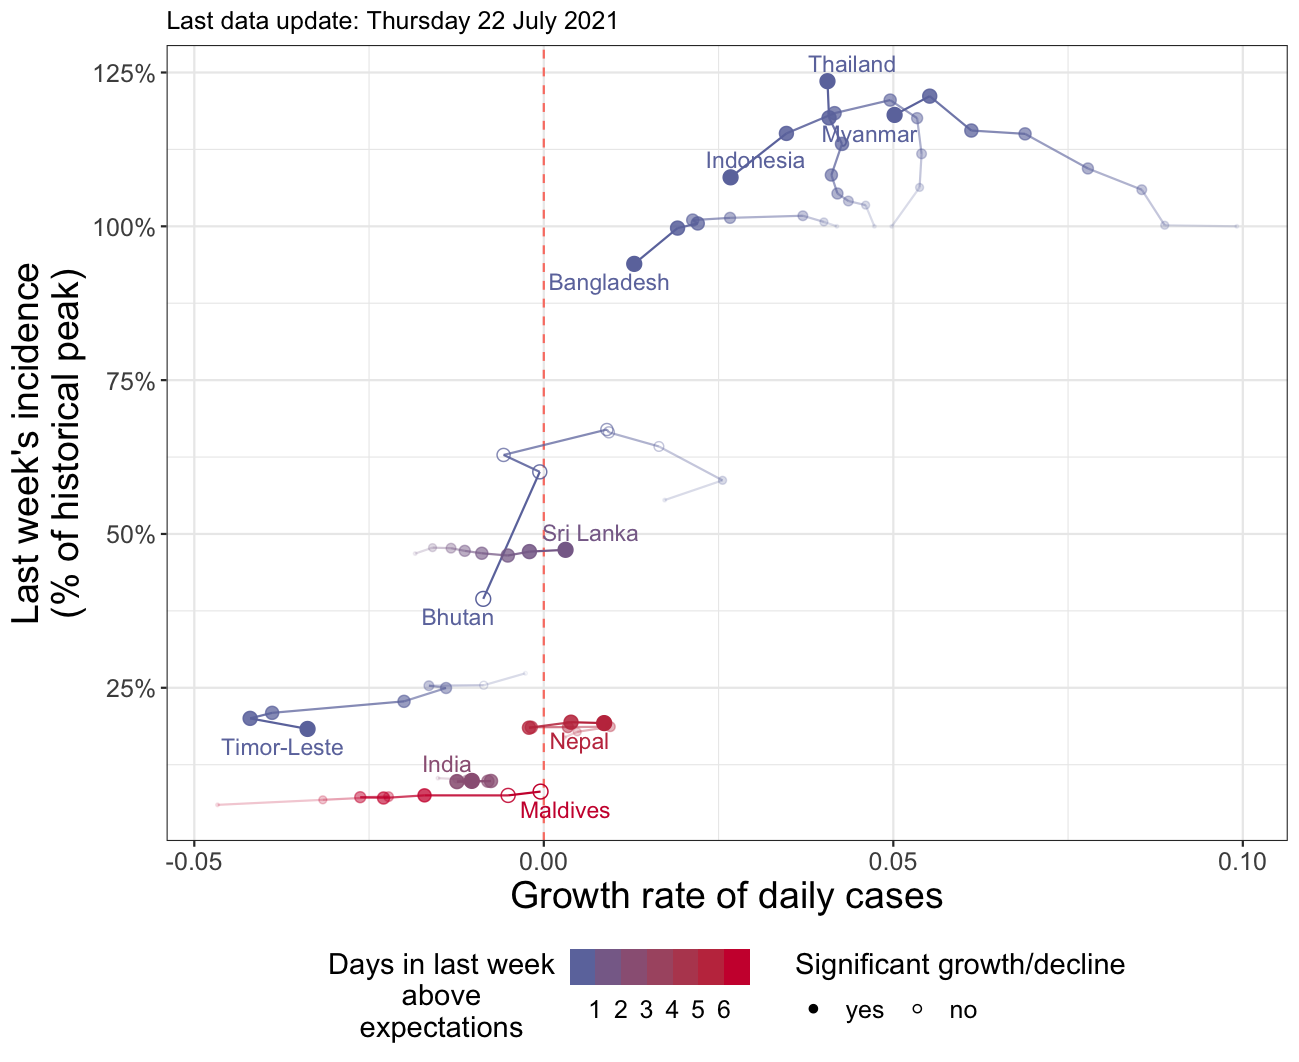 Last data update: Thursday 22 July 2021
Last week's incidence
(% of historical peak)
125%
100%
75%
50%
25%
Thailand
Myanmar
Indonesia
Bangladesh
Sri Lanka
Bhutan
Timor-Leste
Nepal
India
Maldives
-0.05 0.00 0.05 0.10
Growth rate of daily cases
Days in last week
above
expectations
1 2 3 4 5 6
Significant growth/decline
yes no